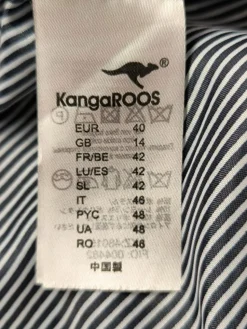 ®
KangaROOS
EUR 40
GB 14
FR/BE 42
LU/ES 42
SL 42
IT 46
РУС 48
UA 48
RO 46
中国製